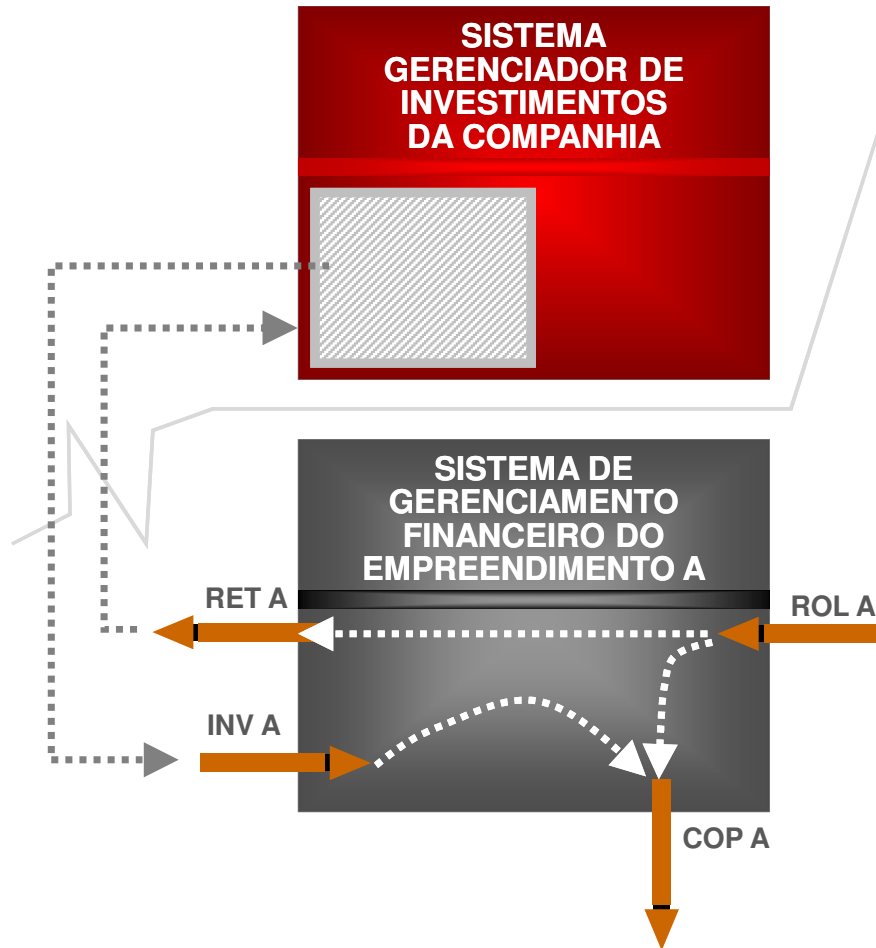 SISTEMA
GERENCIADOR DE
INVESTIMENTOS
DA COMPANHIA
SISTEMA DE
GERENCIAMENTO
FINANCEIRO DO
EMPREENDIMENTO A
RET A
ROL A
INV A
COP A